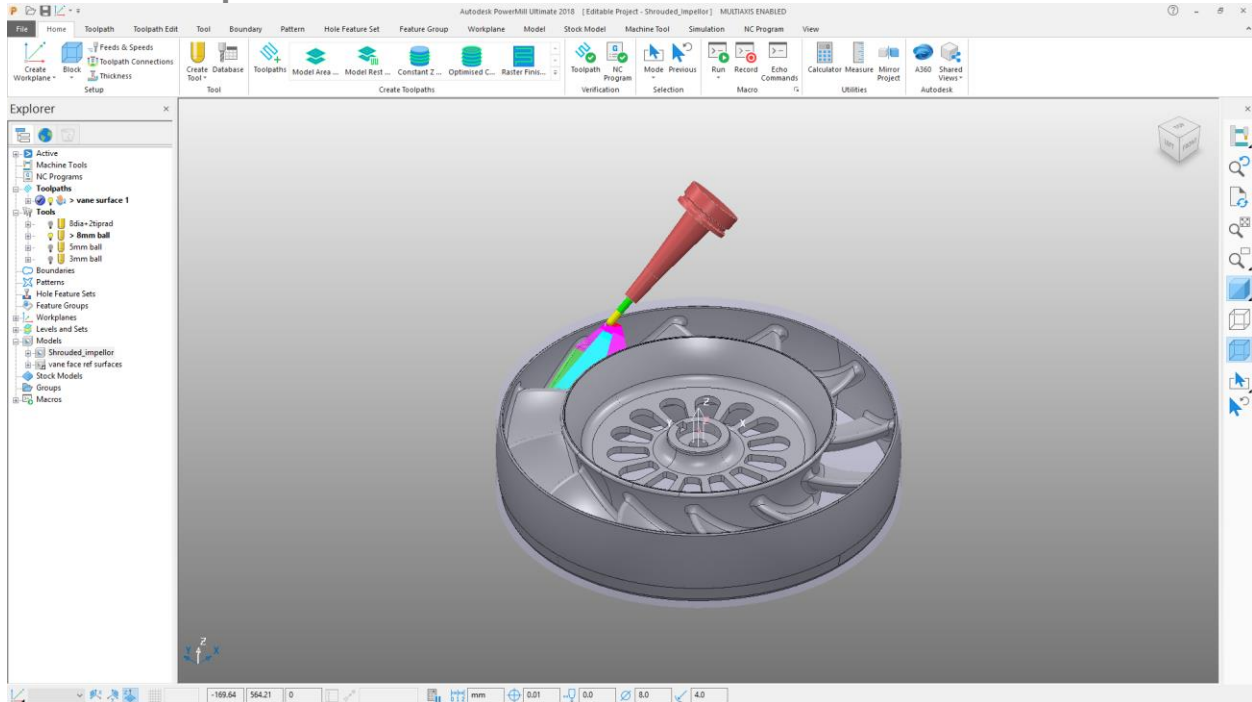 Autodesk PowerMill Ultimate 2018 [Editable Project - Shrouded_Impellor] MULTIAXIS ENABLED
File Home Toolpath Toolpath Edit Tool Boundary Pattern Hole Feature Set Feature Group Workplane Model Stock Model Machine Tool Simulation NC Program View
Create Workplane
Block
Feeds & Speeds
Toolpath Connections
Thickness
Setup
Create Tool
Database
Tool
Toolpaths
Model Area ...
Model Rest ...
Constant Z ...
Optimised C...
Raster Finis...
Create Toolpaths
Toolpath
NC Program
Verification
Mode
Previous
Selection
Run
Record
Echo Commands
Macro
Calculator
Measure
Mirror Project
Utilities
A360
Shared Views
Autodesk
Explorer
Active
Machine Tools
NC Programs
Toolpaths
> vane surface 1
Tools
8dia+2tiprad
> 8mm ball
5mm ball
3mm ball
Boundaries
Patterns
Hole Feature Sets
Feature Groups
Workplanes
Levels and Sets
Models
Shrouded_impellor
vane face ref surfaces
Stock Models
Groups
Macros
LEFT FRONT
Z
Y X
Z
Y X
-169.64 564.21 0 mm 0.01 0.0 8.0 4.0